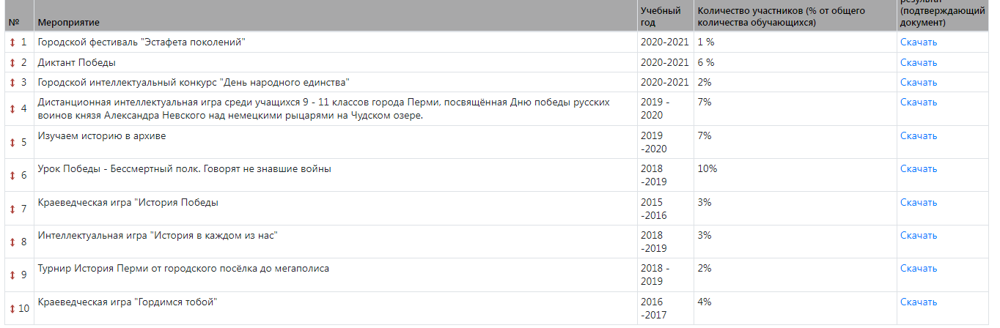 результат
Учебный Количество участников (% от общего (подтверждающий
№ Мероприятие год количества обучающихся) документ)
1 Городской фестиваль "Эстафета поколений" 2020-2021 1 % Скачать
2 Диктант Победы 2020-2021 6 % Скачать
3 Городской интеллектуальный конкурс "День народного единства" 2020-2021 2% Скачать
4 Дистанционная интеллектуальная игра среди учащихся 9 - 11 классов города Перми, посвящённая Дню победы русских 2019 - 7% Скачать
воинов князя Александра Невского над немецкими рыцарями на Чудском озере. 2020
5 Изучаем историю в архиве 2019 7% Скачать
-2020
6 Урок Победы - Бессмертный полк. Говорят не знавшие войны 2018 10% Скачать
-2019
7 Краеведческая игра "История Победы 2015 3% Скачать
-2016
8 Интеллектуальная игра "История в каждом из нас" 2018 3% Скачать
-2019
9 Турнир История Перми от городского посёлка до мегаполиса 2018 - 2% Скачать
2019
10 Краеведческая игра "Гордимся тобой" 2016 4% Скачать
-2017